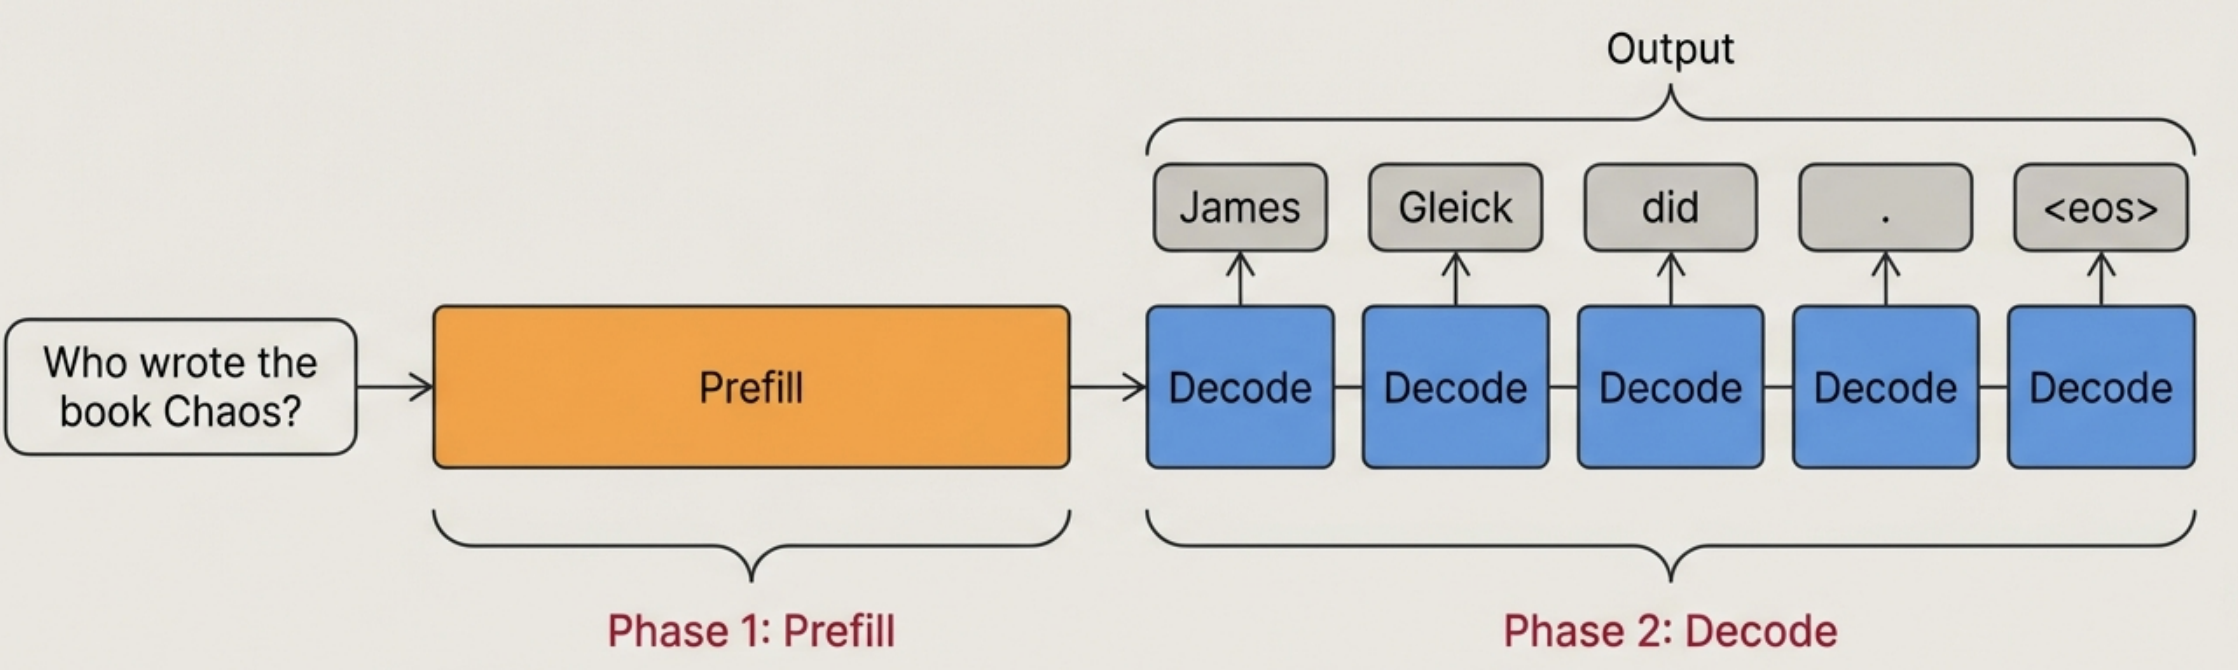 Output
James
Gleick
did
.
<eos>
Who wrote the
book Chaos?
Prefill
Decode
Decode
Decode
Decode
Decode
Phase 1: Prefill
Phase 2: Decode